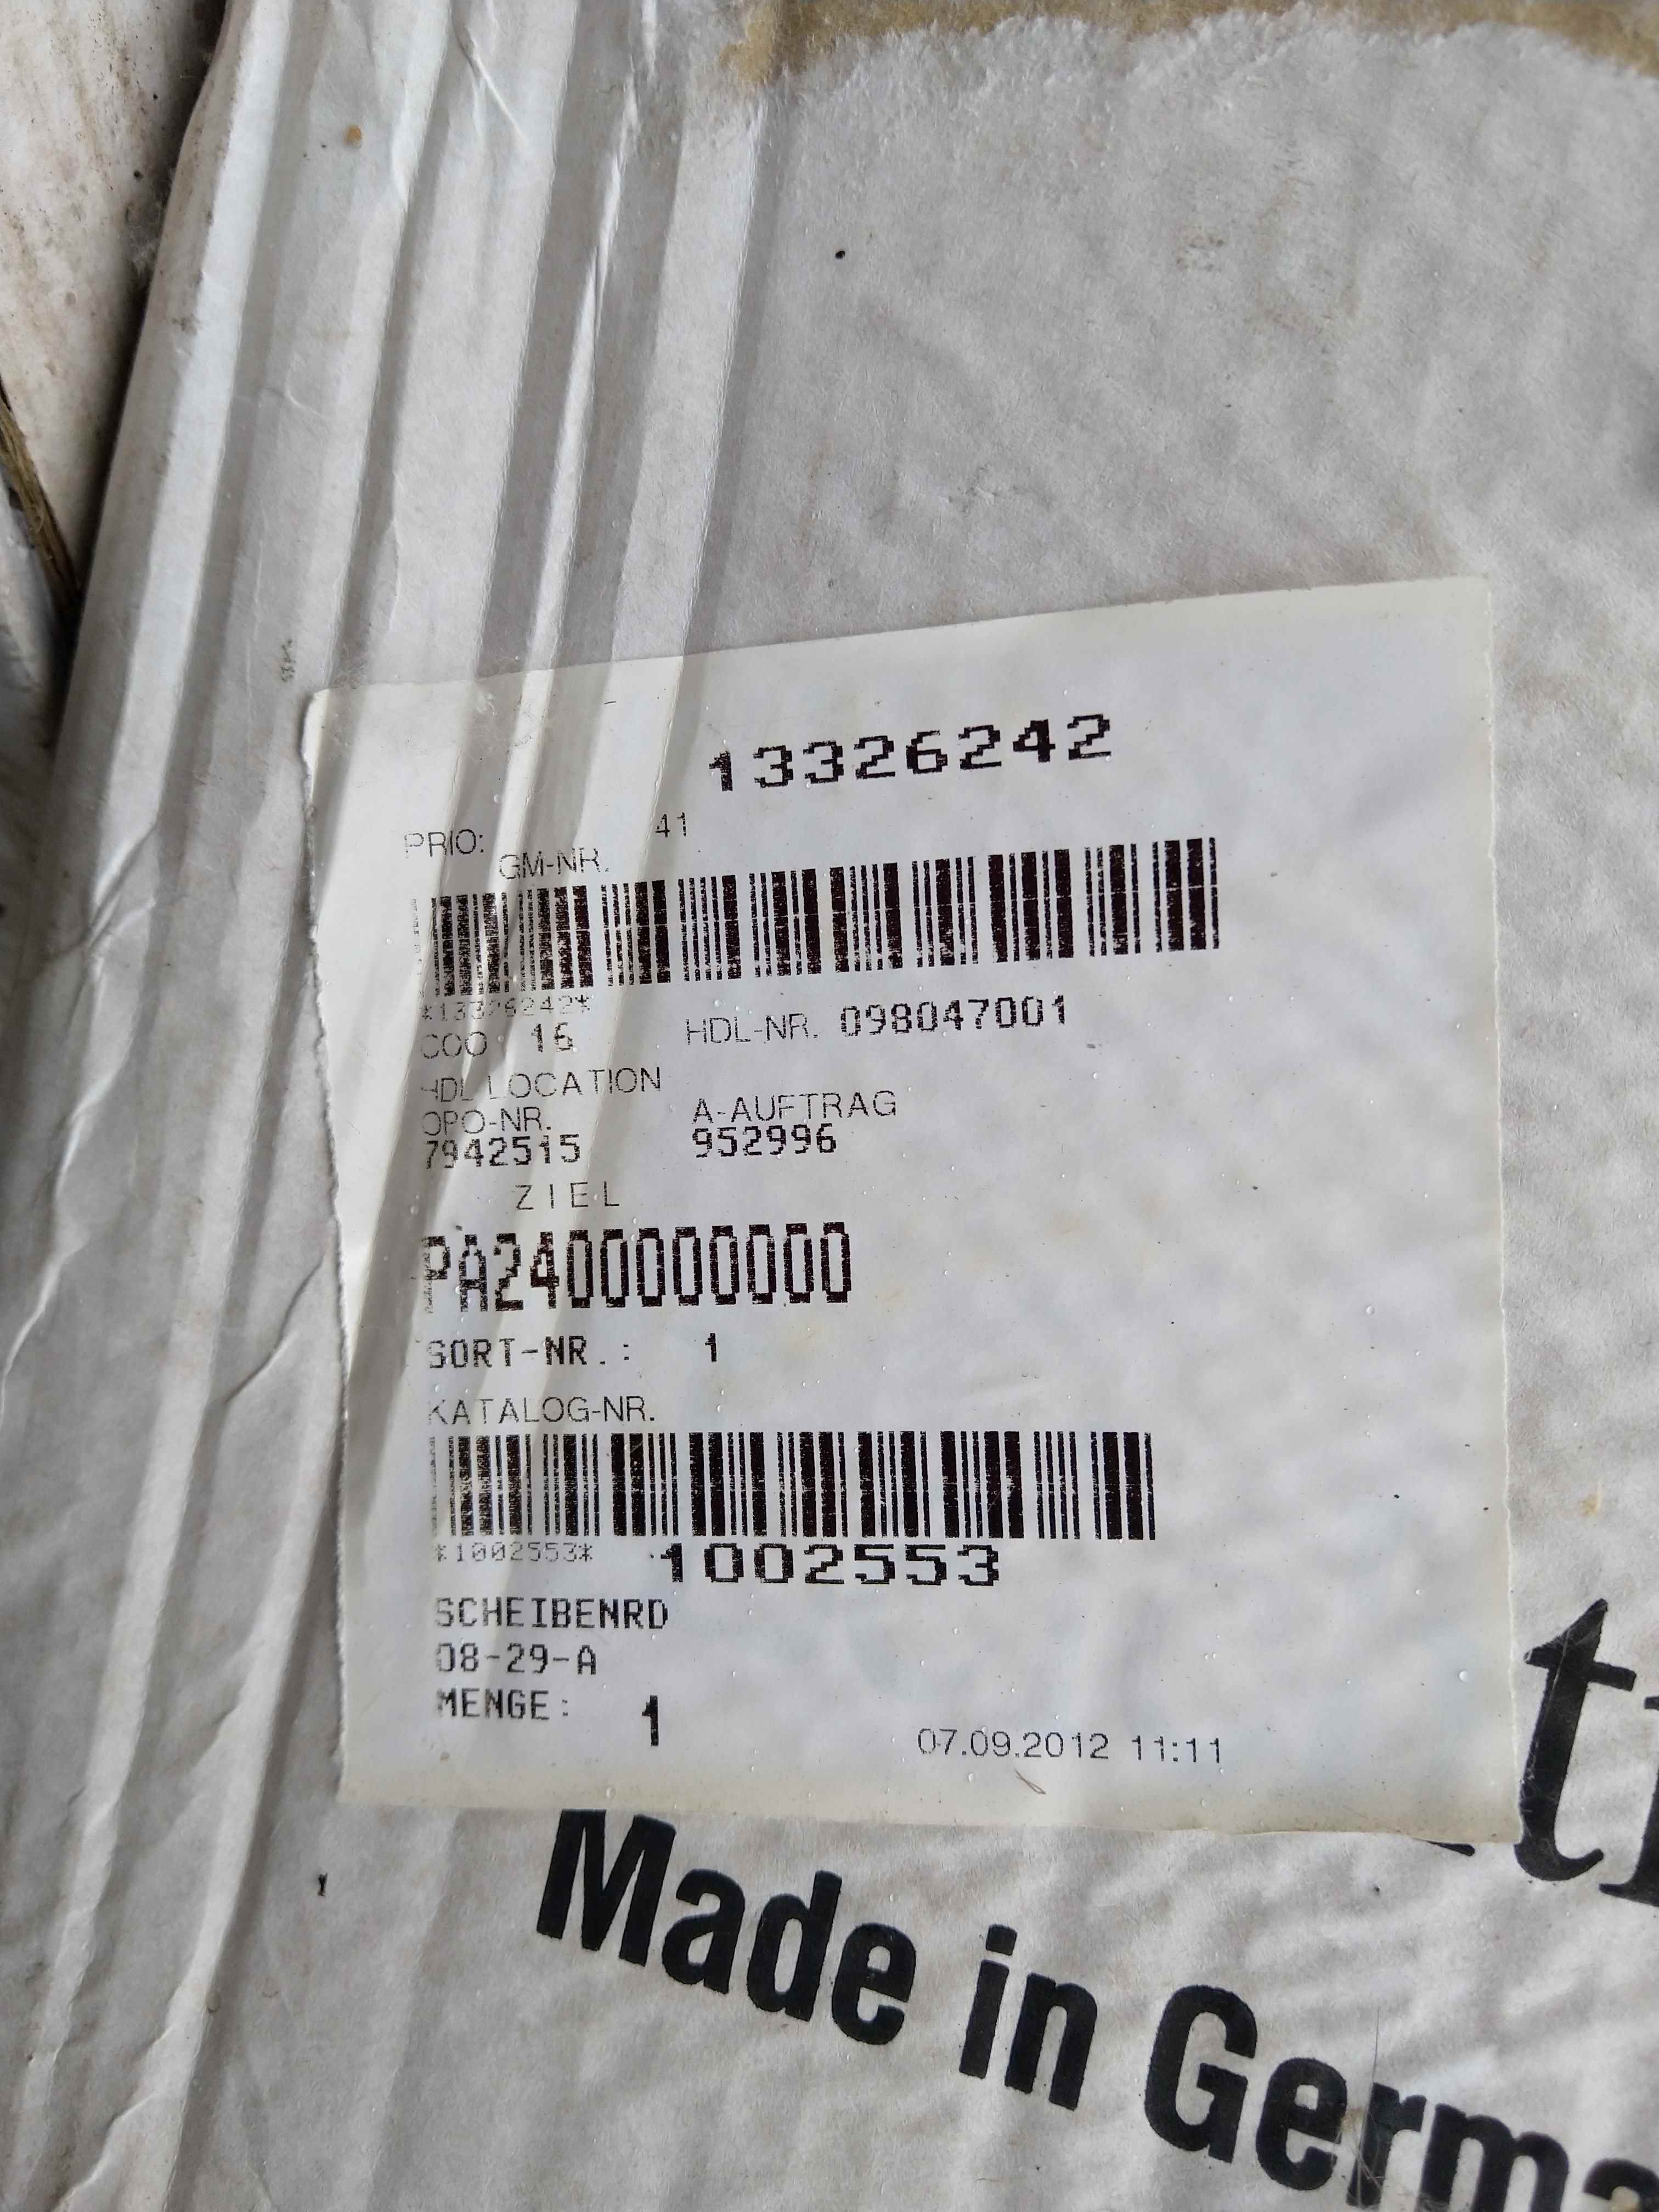 13326242
PRIO: 41
GM-NR.
*13326242*
COO 16 HDL-NR. 098047001
HDL LOCATION
OPO-NR. A-AUFTRAG
7942515 952996
ZIEL
PA2400000000
SORT-NR.: 1
KATALOG-NR.
*1002553* 1002553
SCHEIBENRD
08-29-A
MENGE: 1
07.09.2012 11:11
Made in Germa